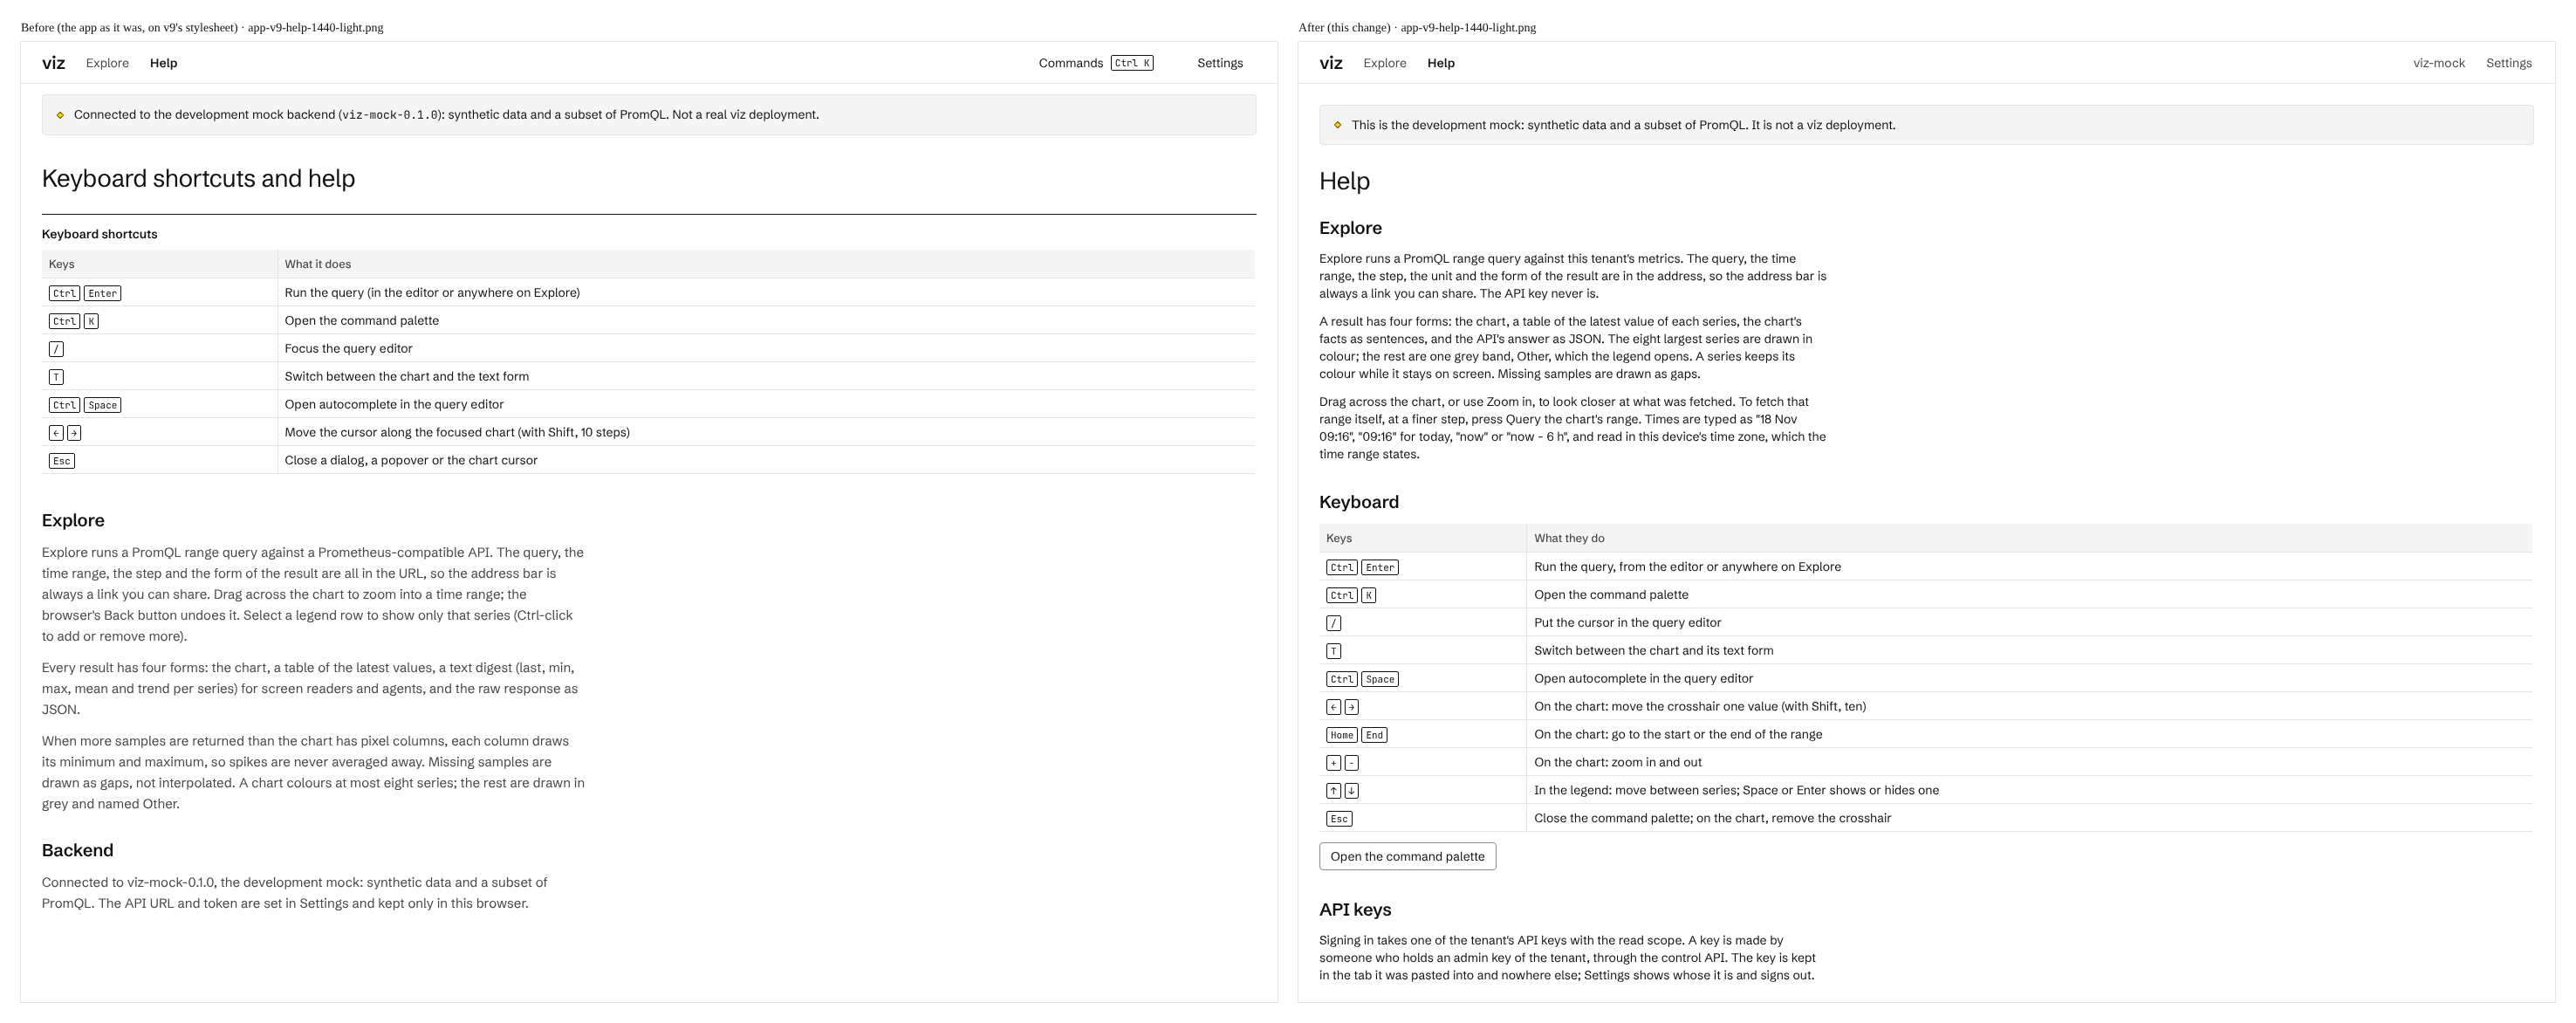 Before (the app as it was, on v9's stylesheet) · app-v9-help-1440-light.png
viz Explore Help Commands Ctrl K Settings
Connected to the development mock backend (viz-mock-0.1.0): synthetic data and a subset of PromQL. Not a real viz deployment.
Keyboard shortcuts and help
Keyboard shortcuts
Keys What it does
Ctrl Enter Run the query (in the editor or anywhere on Explore)
Ctrl K Open the command palette
/ Focus the query editor
T Switch between the chart and the text form
Ctrl Space Open autocomplete in the query editor
← → Move the cursor along the focused chart (with Shift, 10 steps)
Esc Close a dialog, a popover or the chart cursor
Explore
Explore runs a PromQL range query against a Prometheus-compatible API. The query, the
time range, the step and the form of the result are all in the URL, so the address bar is
always a link you can share. Drag across the chart to zoom into a time range; the
browser's Back button undoes it. Select a legend row to show only that series (Ctrl-click
to add or remove more).
Every result has four forms: the chart, a table of the latest values, a text digest (last, min,
max, mean and trend per series) for screen readers and agents, and the raw response as
JSON.
When more samples are returned than the chart has pixel columns, each column draws
its minimum and maximum, so spikes are never averaged away. Missing samples are
drawn as gaps, not interpolated. A chart colours at most eight series; the rest are drawn in
grey and named Other.
Backend
Connected to viz-mock-0.1.0, the development mock: synthetic data and a subset of
PromQL. The API URL and token are set in Settings and kept only in this browser.
After (this change) · app-v9-help-1440-light.png
viz Explore Help viz-mock Settings
This is the development mock: synthetic data and a subset of PromQL. It is not a viz deployment.
Help
Explore
Explore runs a PromQL range query against this tenant's metrics. The query, the time
range, the step, the unit and the form of the result are in the address, so the address bar is
always a link you can share. The API key never is.
A result has four forms: the chart, a table of the latest value of each series, the chart's
facts as sentences, and the API's answer as JSON. The eight largest series are drawn in
colour; the rest are one grey band, Other, which the legend opens. A series keeps its
colour while it stays on screen. Missing samples are drawn as gaps.
Drag across the chart, or use Zoom in, to look closer at what was fetched. To fetch that
range itself, at a finer step, press Query the chart's range. Times are typed as "18 Nov
09:16", "09:16" for today, "now" or "now - 6 h", and read in this device's time zone, which the
time range states.
Keyboard
Keys What they do
Ctrl Enter Run the query, from the editor or anywhere on Explore
Ctrl K Open the command palette
/ Put the cursor in the query editor
T Switch between the chart and its text form
Ctrl Space Open autocomplete in the query editor
← → On the chart: move the crosshair one value (with Shift, ten)
Home End On the chart: go to the start or the end of the range
+ - On the chart: zoom in and out
↑ ↓ In the legend: move between series; Space or Enter shows or hides one
Esc Close the command palette; on the chart, remove the crosshair
Open the command palette
API keys
Signing in takes one of the tenant's API keys with the read scope. A key is made by
someone who holds an admin key of the tenant, through the control API. The key is kept
in the tab it was pasted into and nowhere else; Settings shows whose it is and signs out.